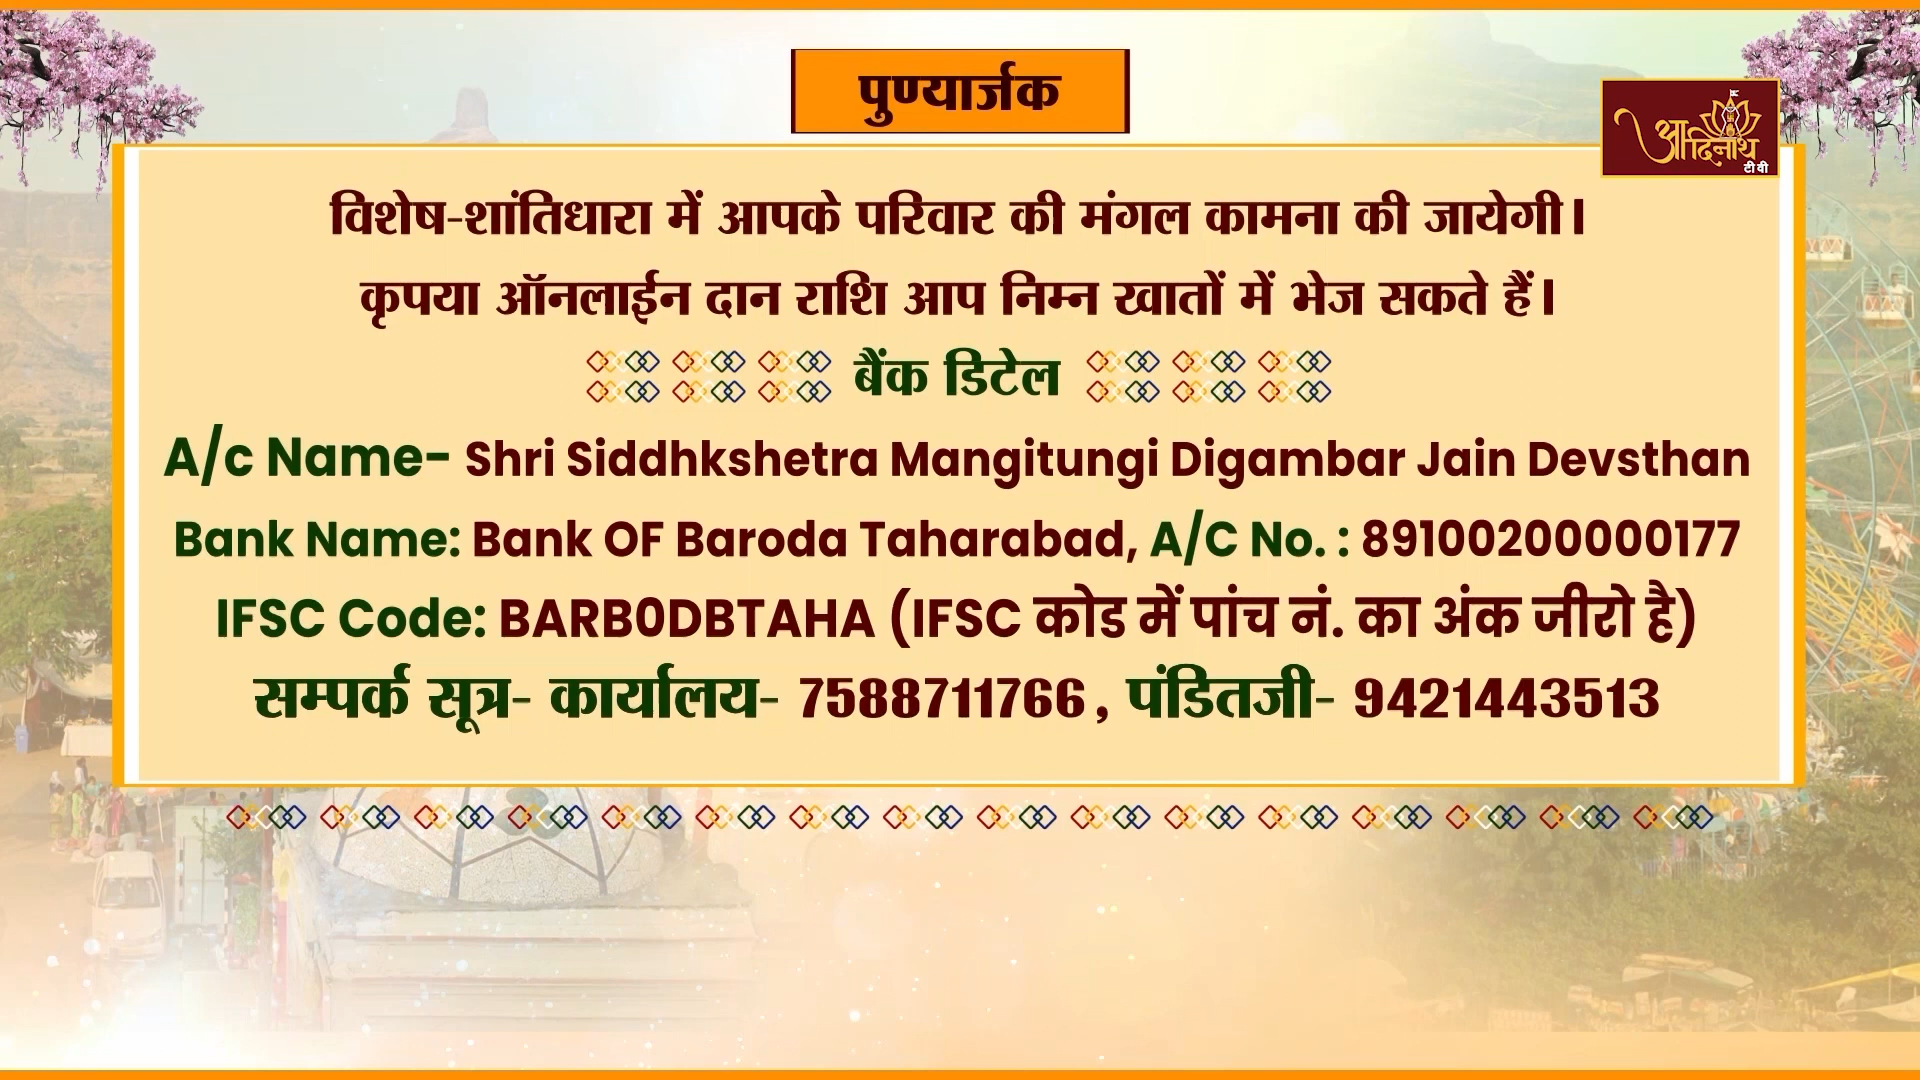 पुण्यार्जक
आदिनाथ
टीवी
विशेष-शांतिधारा में आपके परिवार की मंगल कामना की जायेगी।
कृपया ऑनलाईन दान राशि आप निम्न खातों में भेज सकते हैं।
बैंक डिटेल
A/c Name- Shri Siddhkshetra Mangitungi Digambar Jain Devsthan
Bank Name: Bank OF Baroda Taharabad, A/C No. : 89100200000177
IFSC Code: BARB0DBTAHA (IFSC कोड में पांच नं. का अंक जीरो है)
सम्पर्क सूत्र- कार्यालय- 7588711766, पंडितजी- 9421443513